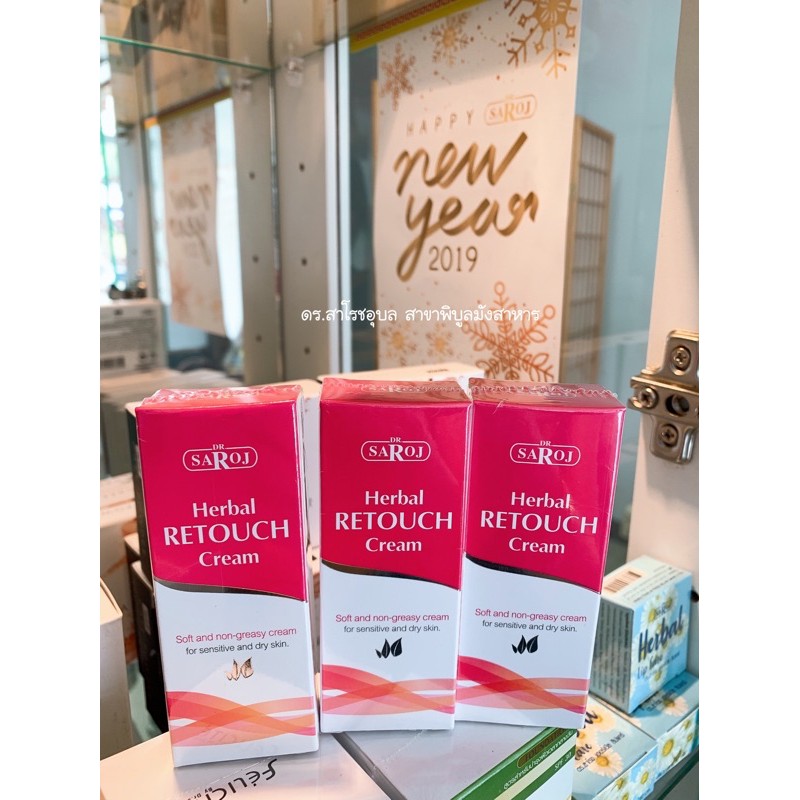 HAPPY
DR
SAROJ
new
year
2019
ดร.สาโรชอุบล สาขาพิบูลมังสาหาร
DR
SAROJ
Herbal
RETOUCH
Cream
Soft and non-greasy cream
for sensitive and dry skin.
DR
SAROJ
Herbal
RETOUCH
Cream
Soft and non-greasy cream
for sensitive and dry skin.
DR
SAROJ
Herbal
RETOUCH
Cream
Soft and non-greasy cream
for sensitive and dry skin.
Herbal